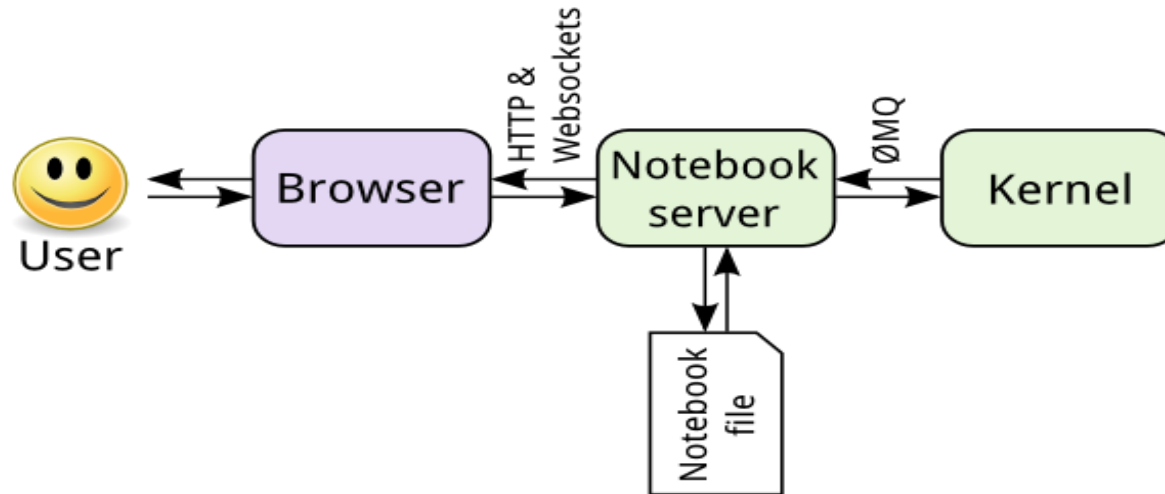 User
Browser
HTTP &
Websockets
Notebook
server
ØMQ
Kernel
Notebook
file